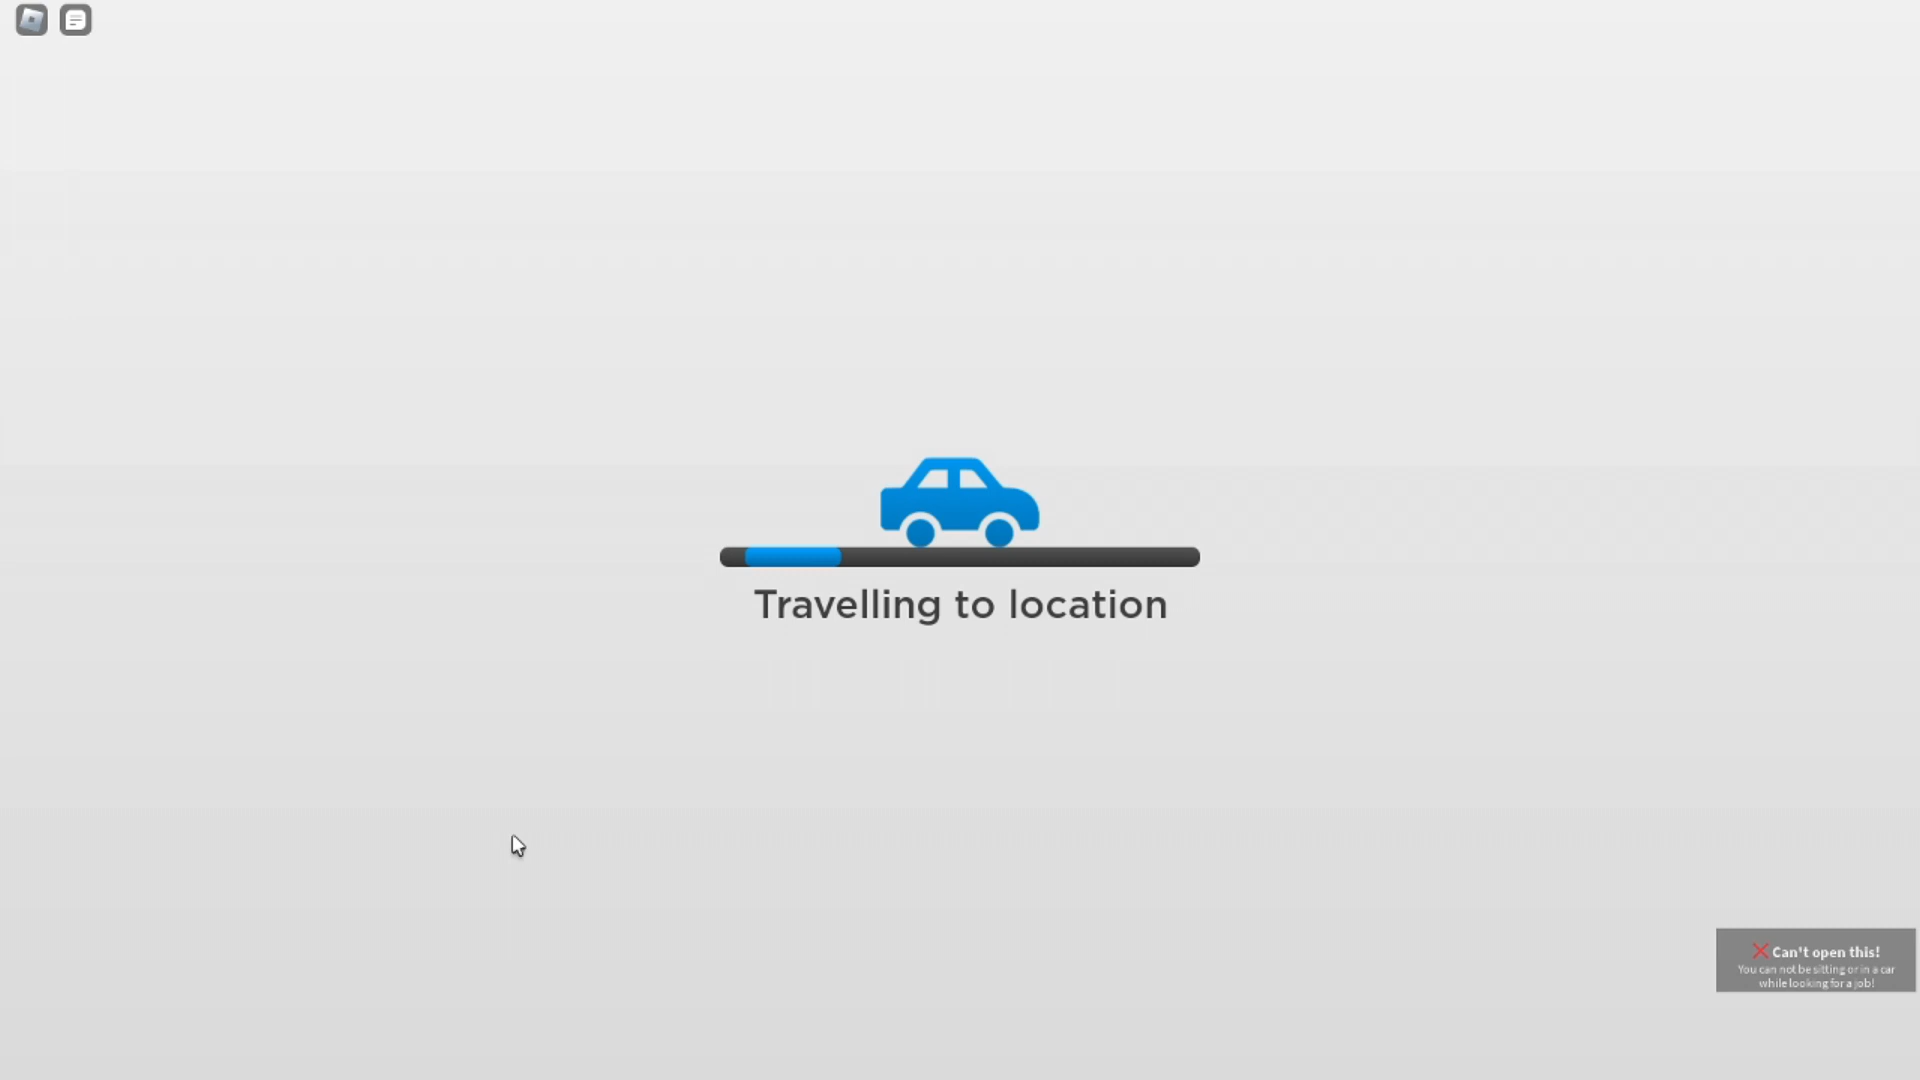 Travelling to location
❌ Can't open this!
You can not be sitting or in a car
while looking for a job!